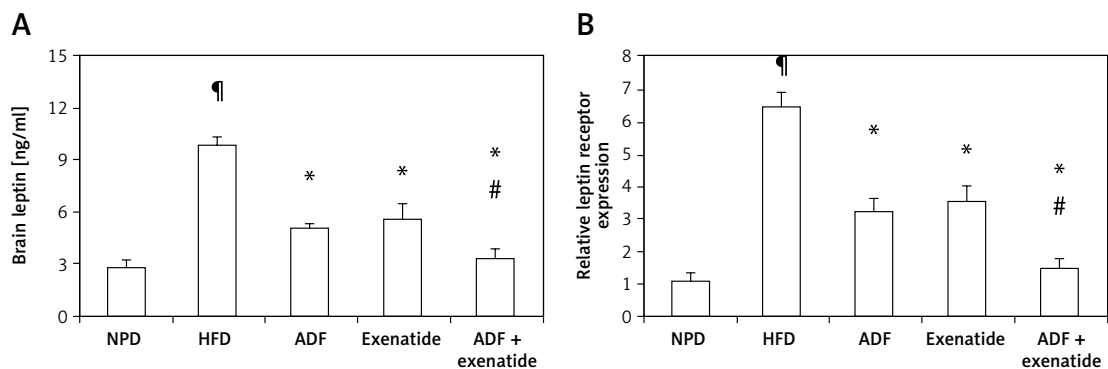 A
Brain leptin [ng/ml]
15
12
9
6
3
0
¶
*
*
*
#
NPD
HFD
ADF
Exenatide
ADF +
exenatide
B
Relative leptin receptor
expression
8
7
6
5
4
3
2
1
0
¶
*
*
*
#
NPD
HFD
ADF
Exenatide
ADF +
exenatide